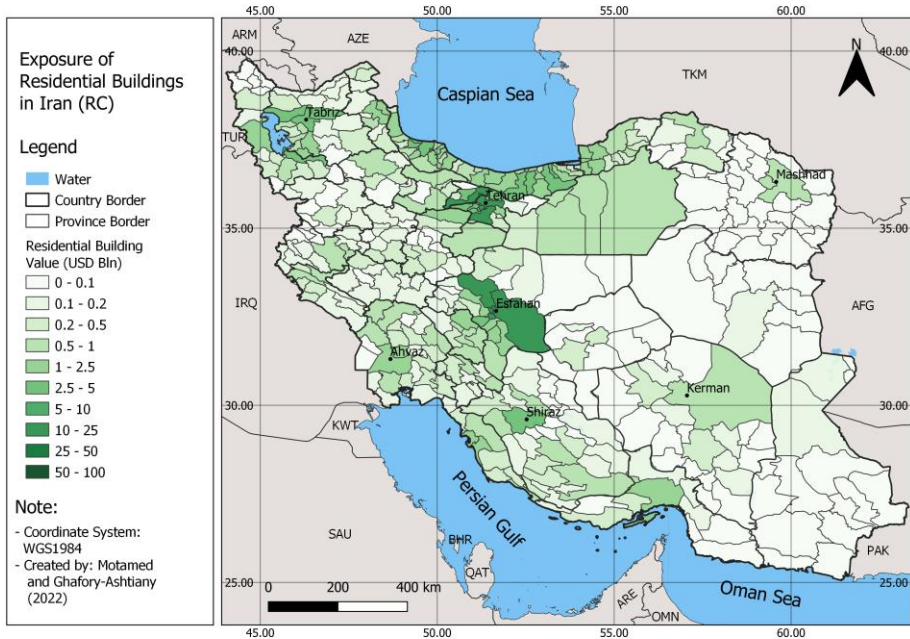 Exposure of
Residential Buildings
in Iran (RC)
Legend
Water
Country Border
Province Border
Residential Building
Value (USD Bln)
0 - 0.1
0.1 - 0.2
0.2 - 0.5
0.5 - 1
1 - 2.5
2.5 - 5
5 - 10
10 - 25
25 - 50
50 - 100
Note:
- Coordinate System:
WGS1984
- Created by: Motamed
and Ghafory-Ashtiany
(2022)
45.00 50.00 55.00 60.00
40.00 40.00
ARM AZE
N
TKM
Caspian Sea
Tabriz
TUR
Mashhad
Tehran
35.00 35.00
IRQ
Esfahan
AFG
Ahvaz
Kerman
30.00 30.00
Shiraz
KWT
Persian Gulf
SAU
BHR
PAK
QAT
25.00 25.00
ARE
Oman Sea
0 200 400 km
OMN
45.00 50.00 55.00 60.00